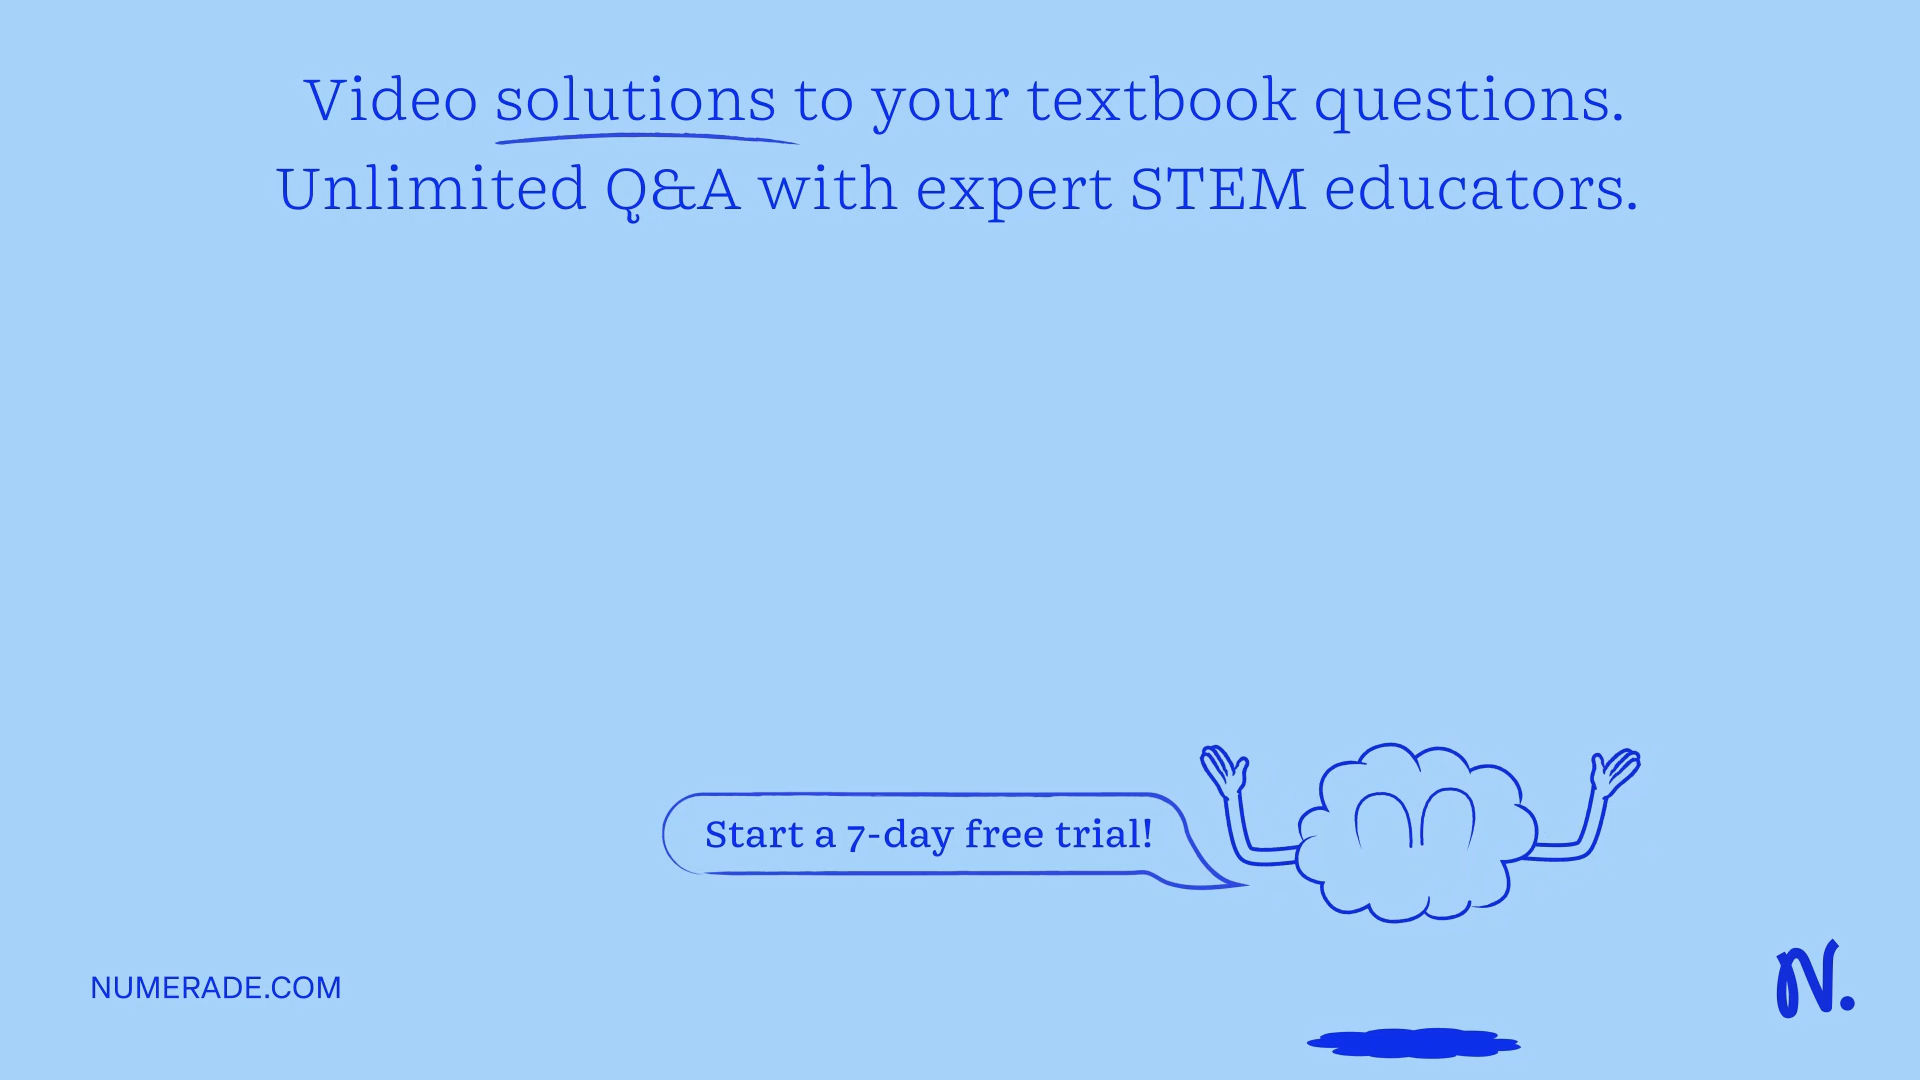 Video solutions to your textbook questions.
Unlimited Q&A with expert STEM educators.
Start a 7-day free trial!
NUMERADE.COM
N.